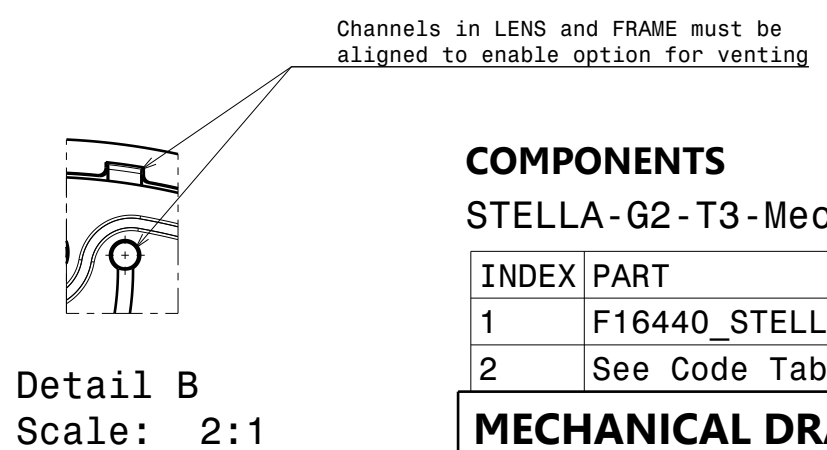 Channels in LENS and FRAME must be
aligned to enable option for venting
COMPONENTS
STELLA-G2-T3-Mec
INDEX PART
1 F16440_STELL
2 See Code Tab
Detail B
Scale: 2:1
MECHANICAL DRA